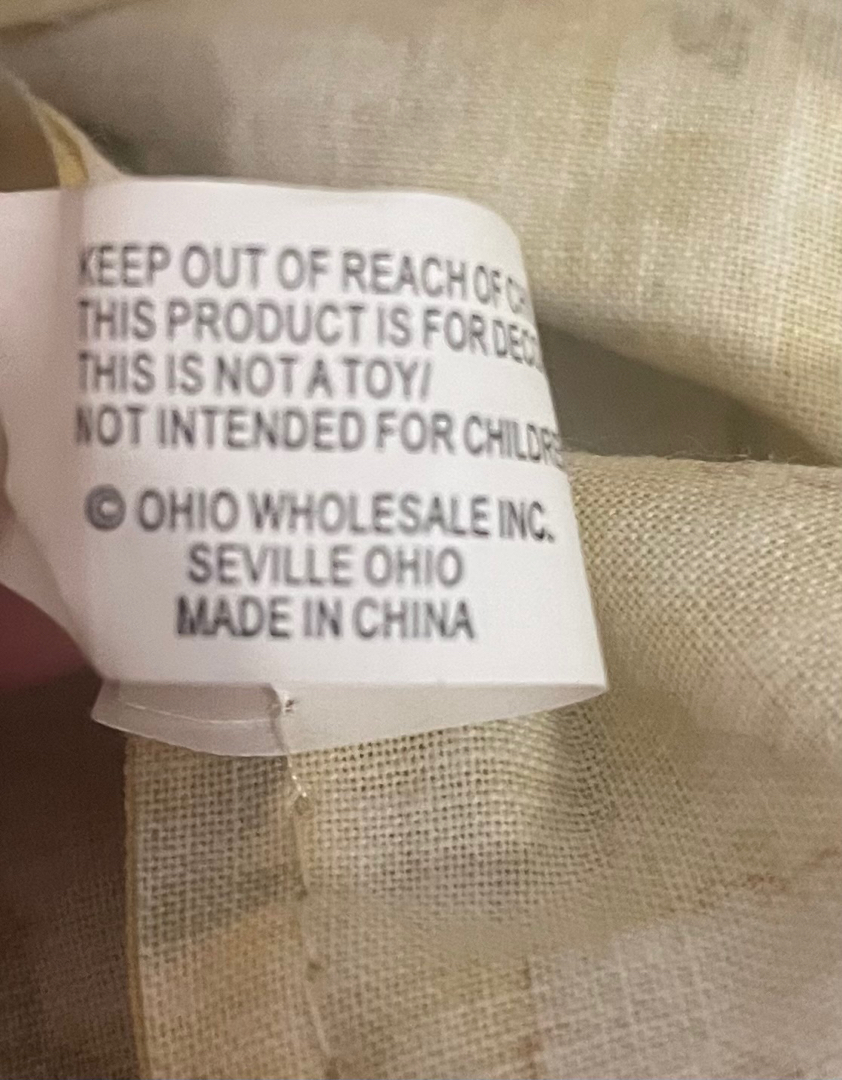 KEEP OUT OF REACH OF
THIS PRODUCT IS FOR
THIS IS NOT A TOY/
NOT INTENDED FOR
© OHIO WHOLESALE INC.
SEVILLE OHIO
MADE IN CHINA